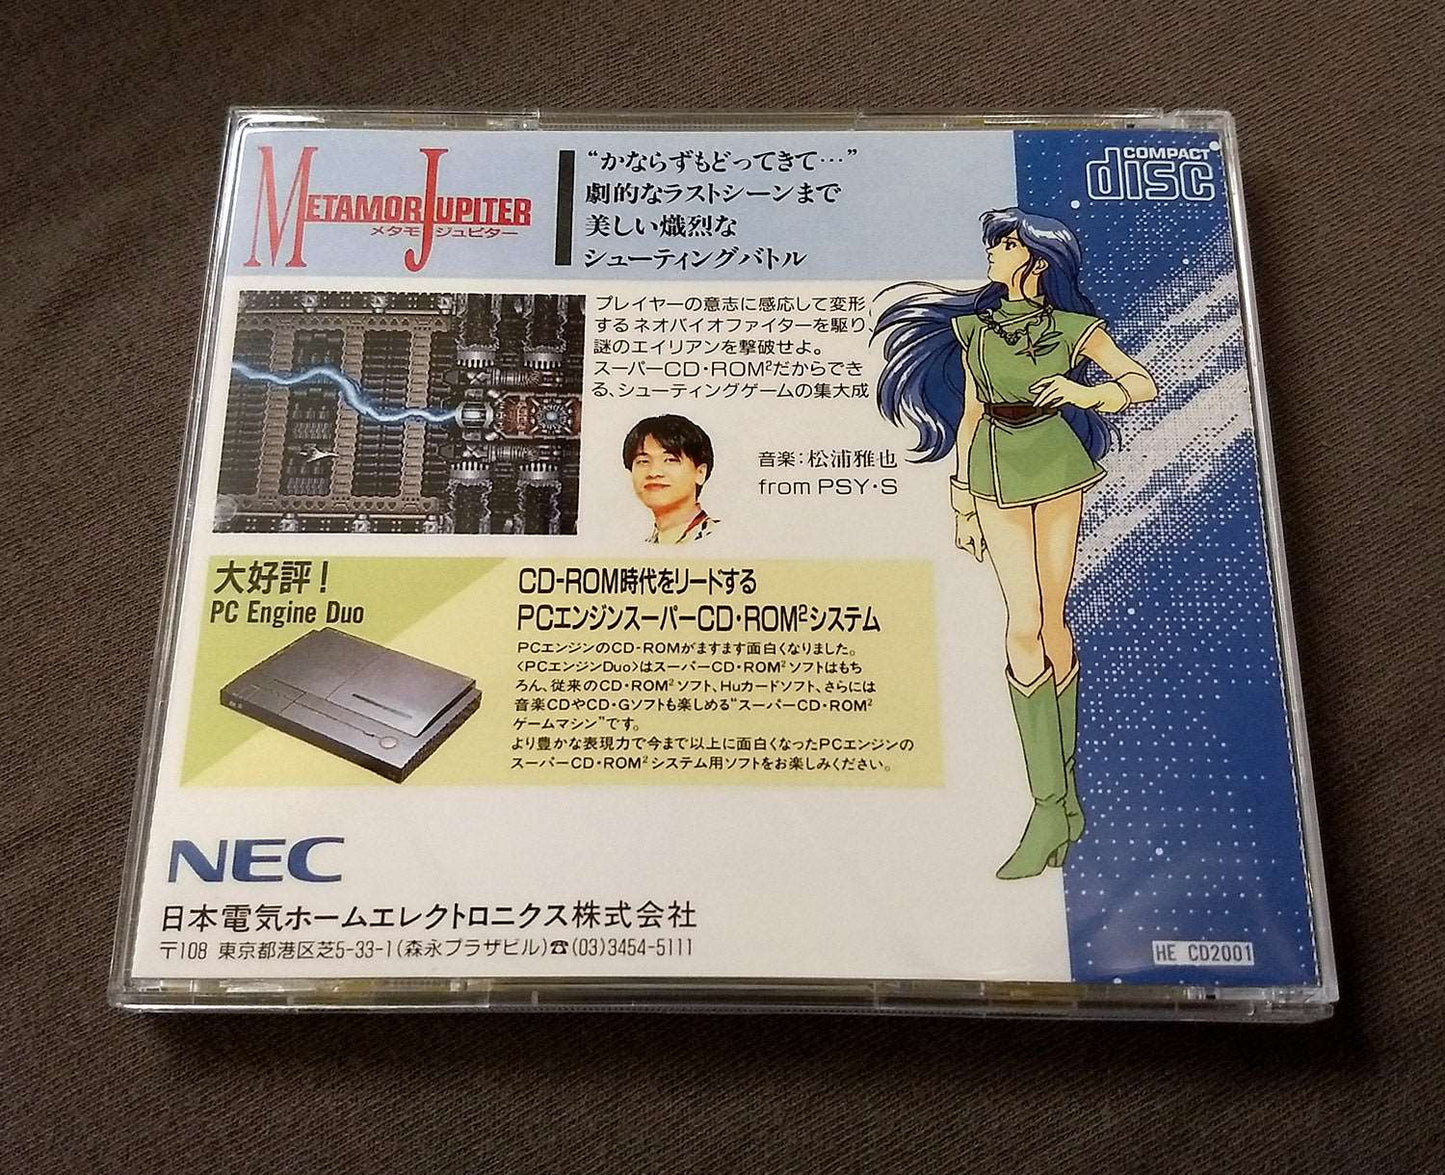 METAMOR JUPITER
メタモ ジュピター
“かならずもどってきて…”
劇的なラストシーンまで
美しい熾烈な
シューティングバトル
COMPACT
disc
プレイヤーの意志に感応して変形
するネオバイオファイターを駆り、
謎のエイリアンを撃破せよ。
スーパーCD・ROM²だからでき
る、シューティングゲームの集大成
音楽:松浦雅也
from PSY・S
大好評!
PC Engine Duo
CD-ROM時代をリードする
PCエンジンスーパーCD・ROM²システム
PCエンジンのCD-ROMがますます面白くなりました。
〈PCエンジンDuo〉はスーパーCD・ROM²ソフトはもち
ろん、従来のCD・ROM²ソフト、Huカードソフト、さらには
音楽CDやCD・Gソフトも楽しめる“スーパーCD・ROM²
ゲームマシン”です。
より豊かな表現力で今まで以上に面白くなったPCエンジンの
スーパーCD・ROM²システム用ソフトをお楽しみください。
NEC
日本電気ホームエレクトロニクス株式会社
〒108 東京都港区芝5-33-1(森永プラザビル)☎(03)3454-5111
HE CD2001